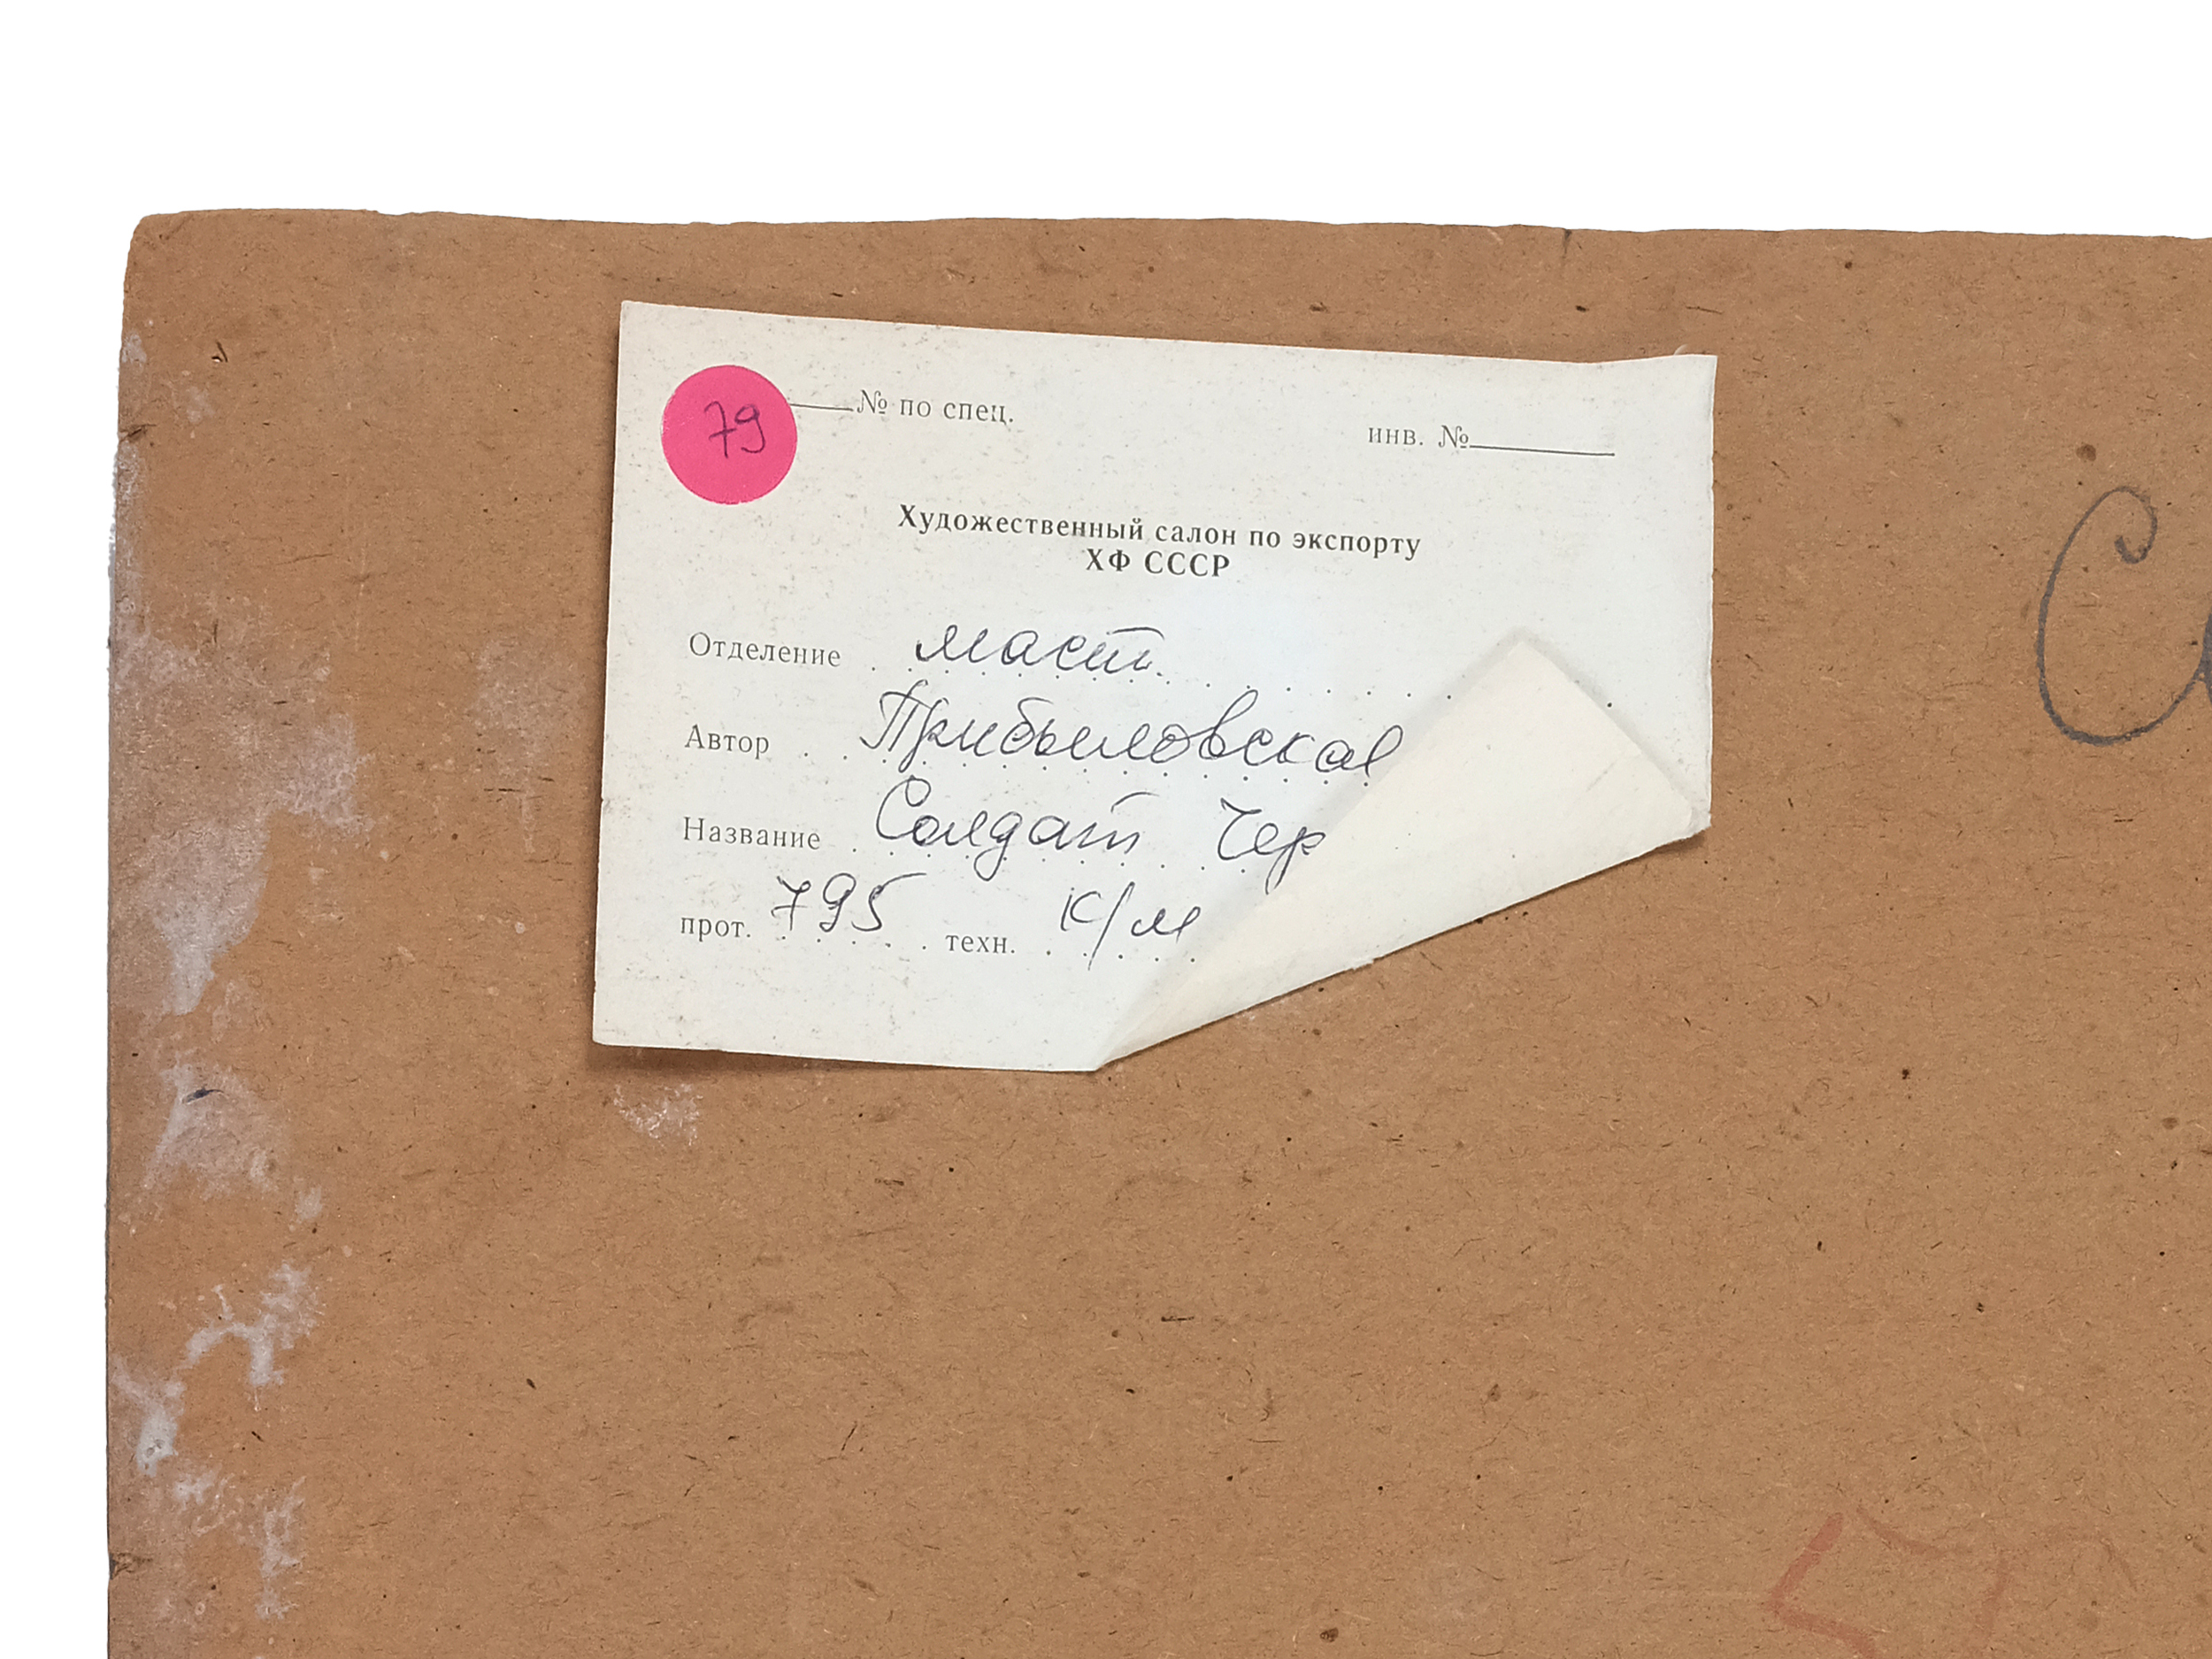 79 № по спец.
инв. №
Художественный салон по экспорту
ХФ СССР
Отделение маст.
Автор Прибыловская
Название Солдат Чер
прот. 795 техн. к/м
С